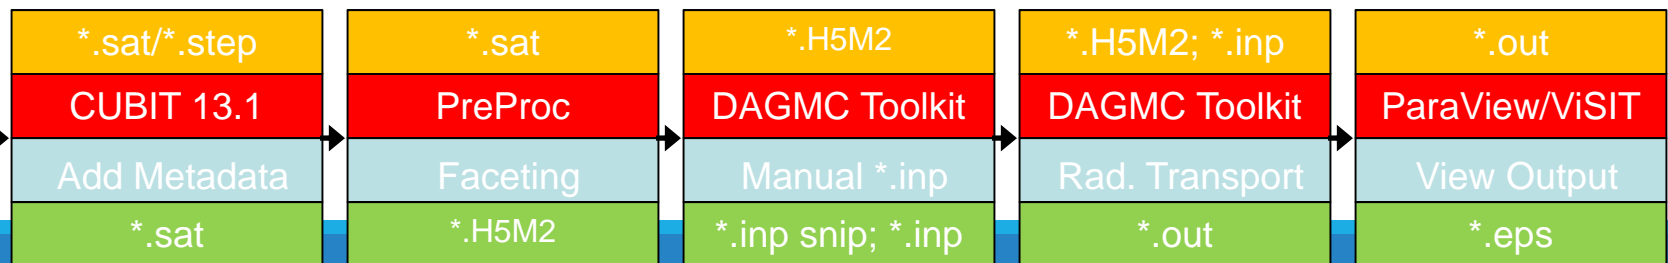 *.sat/*.step
CUBIT 13.1
Add Metadata
*.sat
*.sat
PreProc
Faceting
*.H5M2
*.H5M2
DAGMC Toolkit
Manual *.inp
*.inp snip; *.inp
*.H5M2; *.inp
DAGMC Toolkit
Rad. Transport
*.out
*.out
ParaView/ViSIT
View Output
*.eps